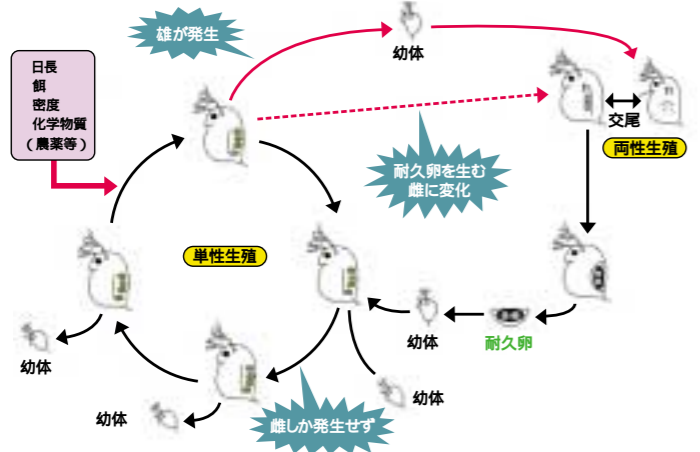 雄が発生
幼体
日長
餌
密度
化学物質
(農薬等)
交尾
両性生殖
耐久卵を生む
雌に変化
単性生殖
幼体
耐久卵
幼体
幼体
幼体
雌しか発生せず